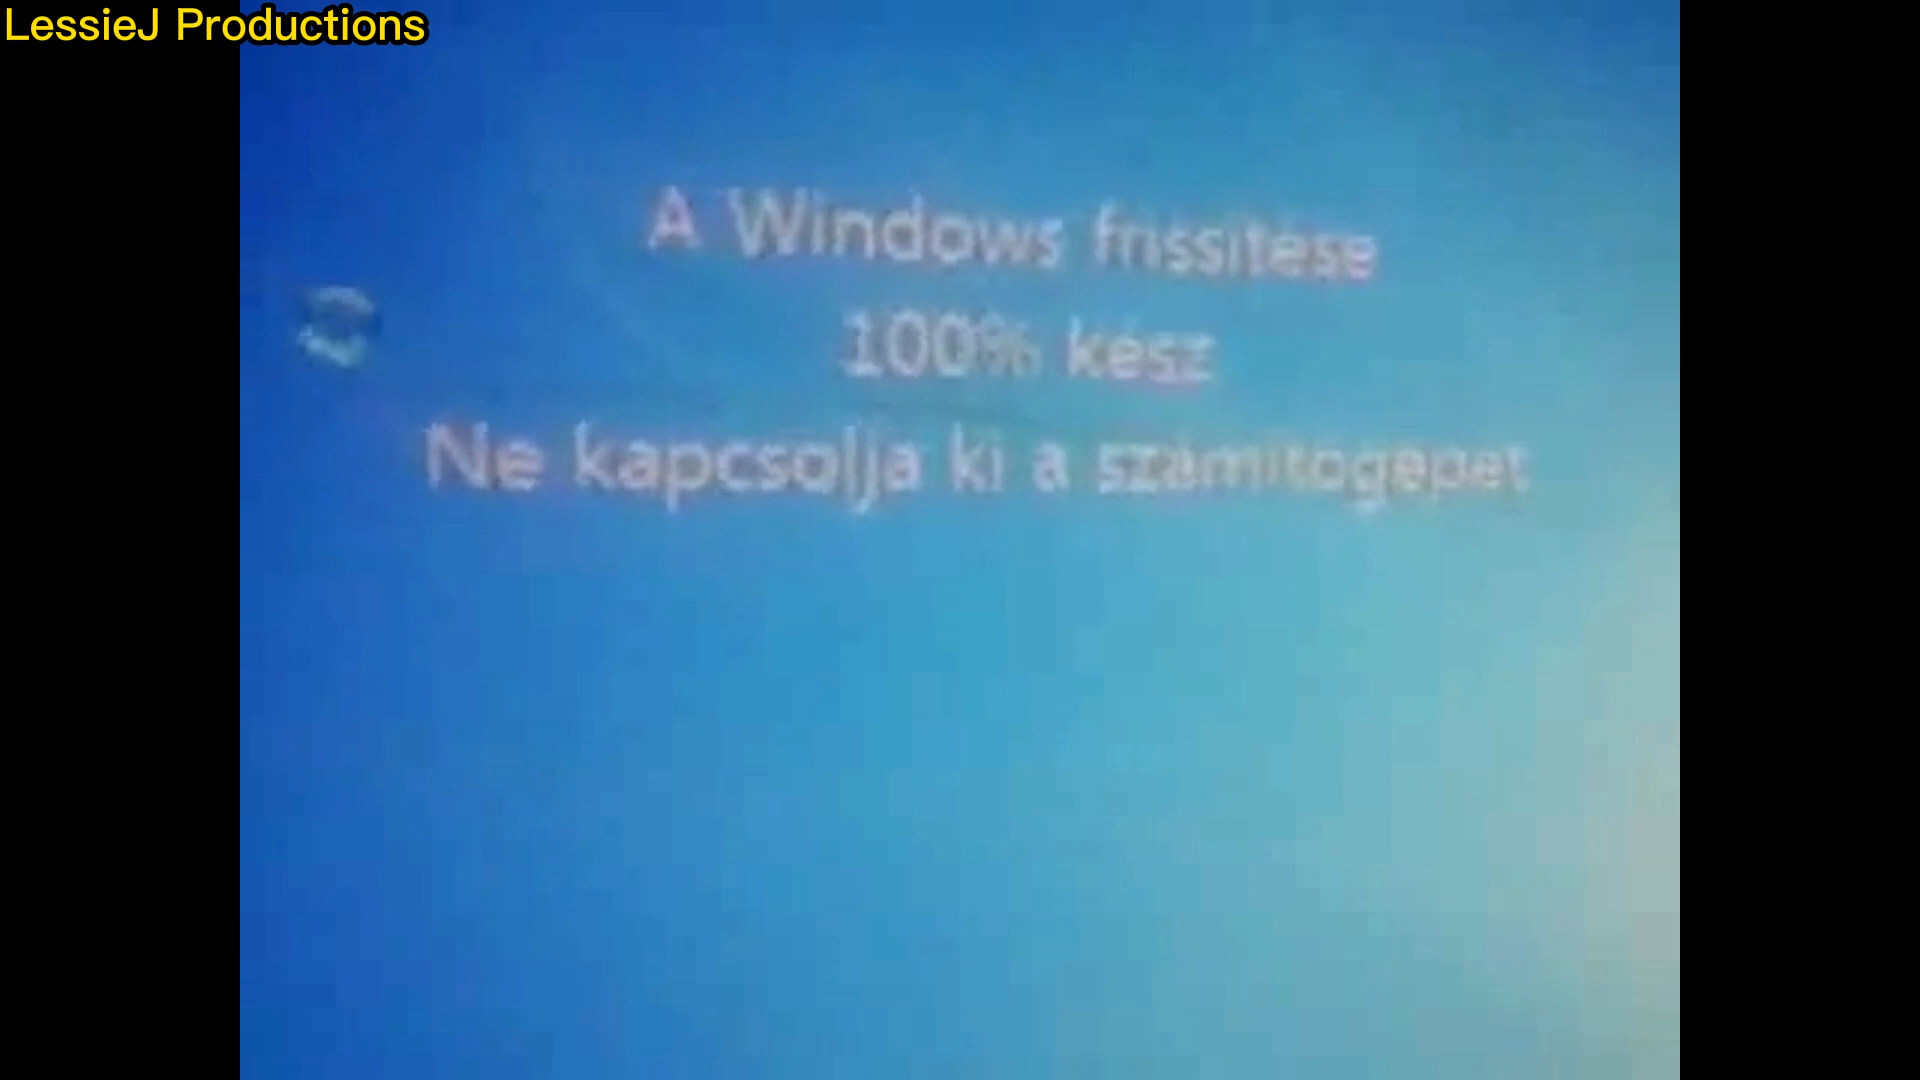 LessieJ Productions
A Windows frissítése
100% kész
Ne kapcsolja ki a számítógépet